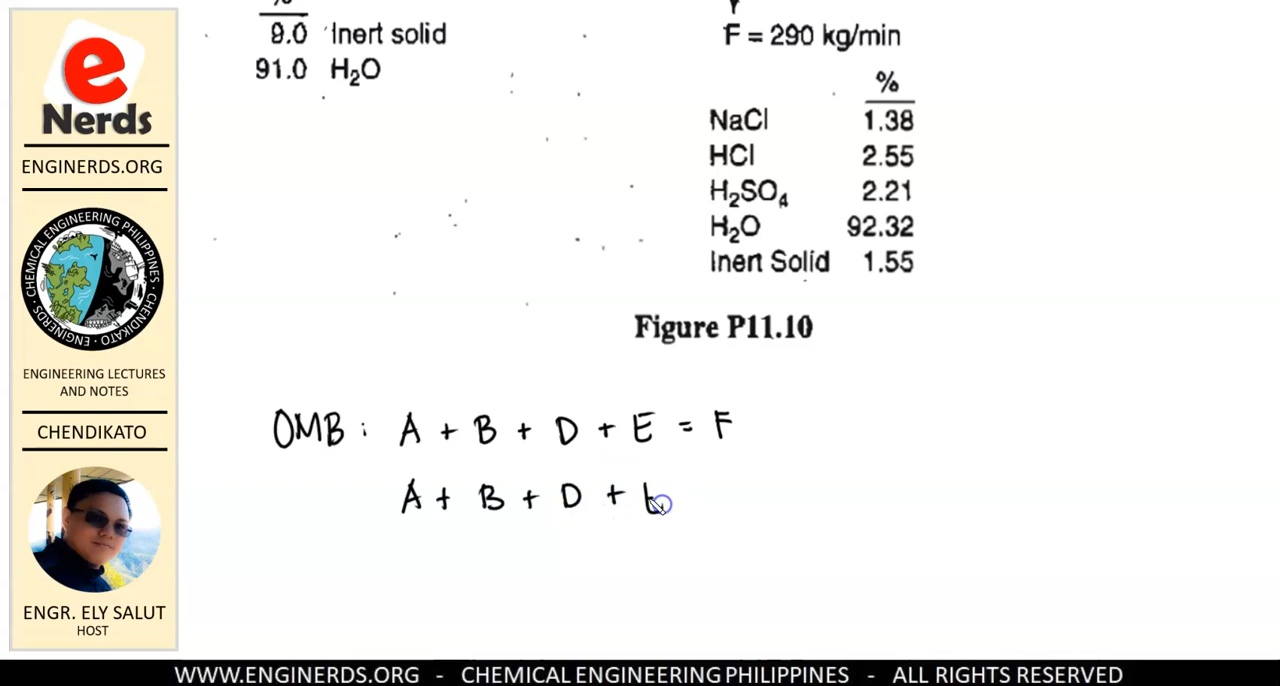 %
9.0 Inert solid
91.0 H₂O
F = 290 kg/min
%
NaCl 1.38
HCl 2.55
H₂SO₄ 2.21
H₂O 92.32
Inert Solid 1.55
Figure P11.10
OMB: A + B + D + E = F
A + B + D +
e
Nerds
ENGINERDS.ORG
CHEMICAL ENGINEERING PHILIPPINES
ENGINERDS - CHENDIKATO
ENGINEERING LECTURES
AND NOTES
CHENDIKATO
ENGR. ELY SALUT
HOST
WWW.ENGINERDS.ORG - CHEMICAL ENGINEERING PHILIPPINES - ALL RIGHTS RESERVED